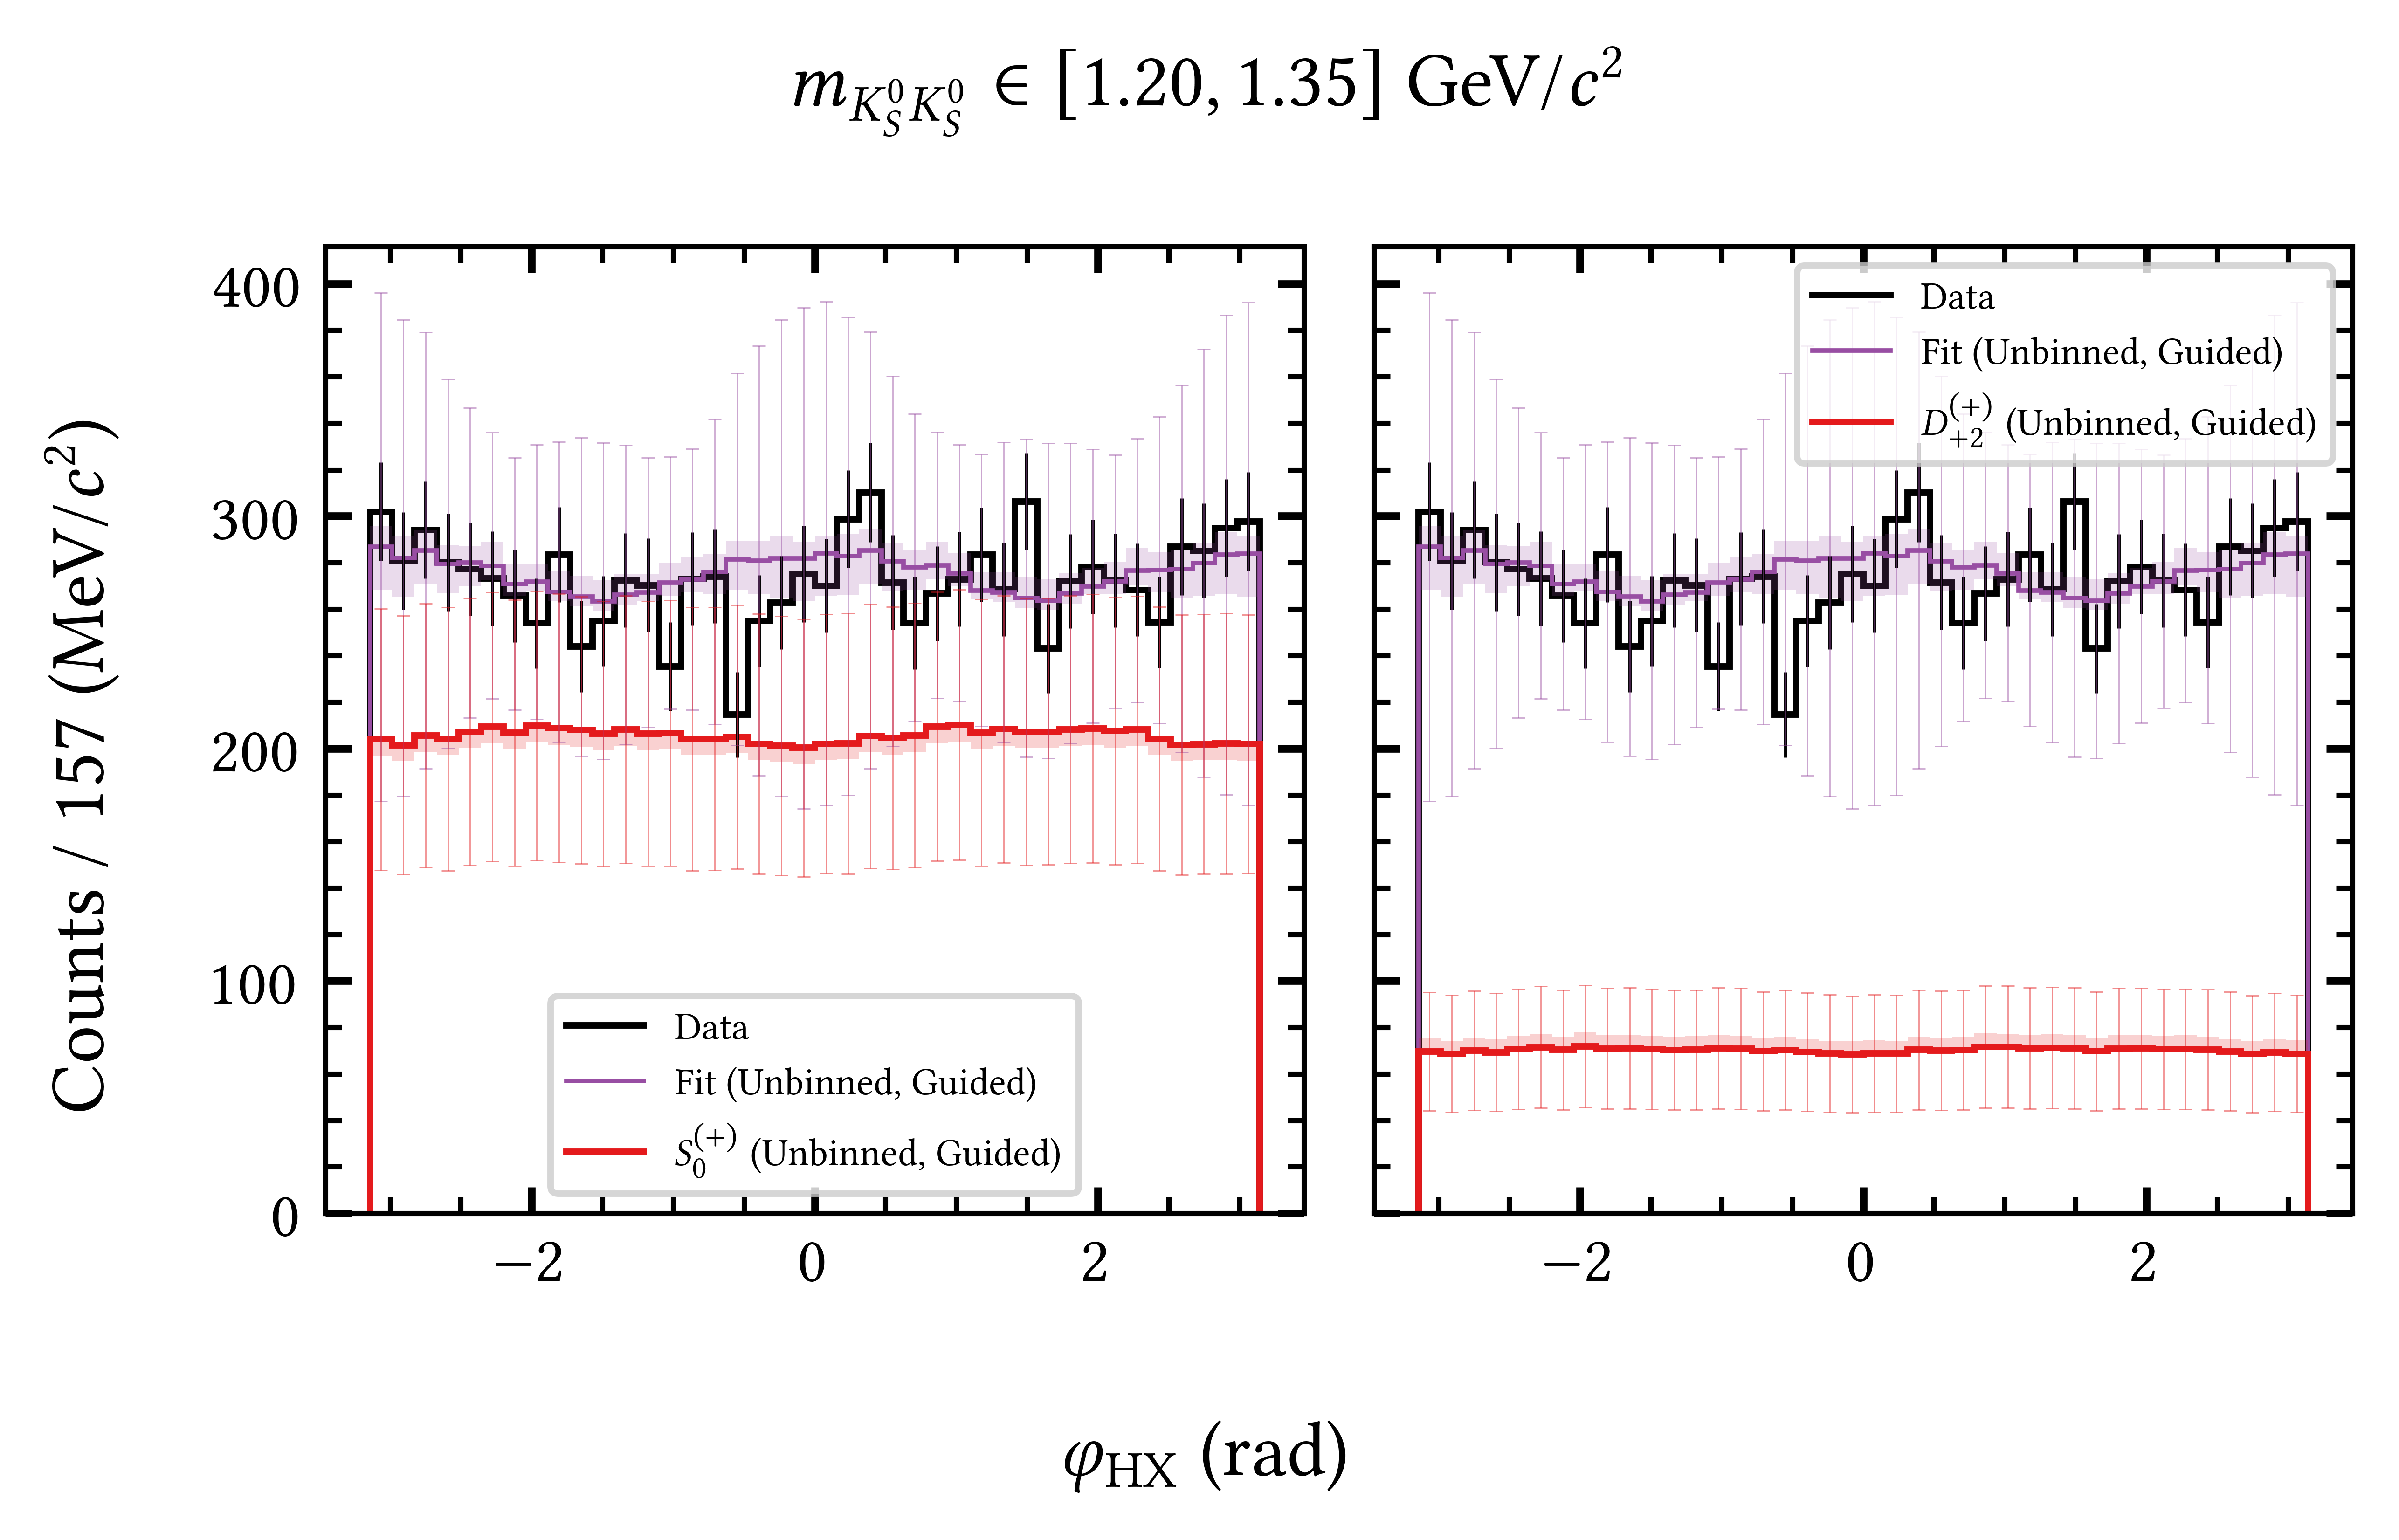 m_{K_S^0 K_S^0} ∈ [1.20, 1.35] GeV/c²
Counts / 157 (MeV/c²)
400
300
200
100
0
Data
Fit (Unbinned, Guided)
S_0^{(+)} (Unbinned, Guided)
−2
0
2
Data
Fit (Unbinned, Guided)
D_{+2}^{(+)} (Unbinned, Guided)
−2
0
2
φ_{HX} (rad)